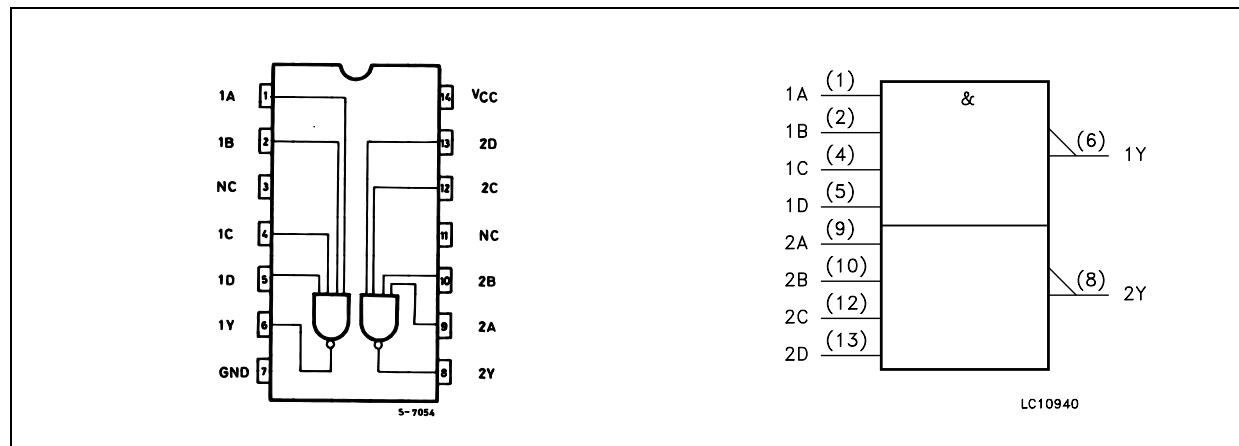 1A 1 14 VCC
1B 2 13 2D
NC 3 12 2C
1C 4 11 NC
1D 5 10 2B
1Y 6 9 2A
GND 7 8 2Y
S-7054
&
1A (1)
1B (2)
1C (4)
1D (5)
2A (9)
2B (10)
2C (12)
2D (13)
(6) 1Y
(8) 2Y
LC10940